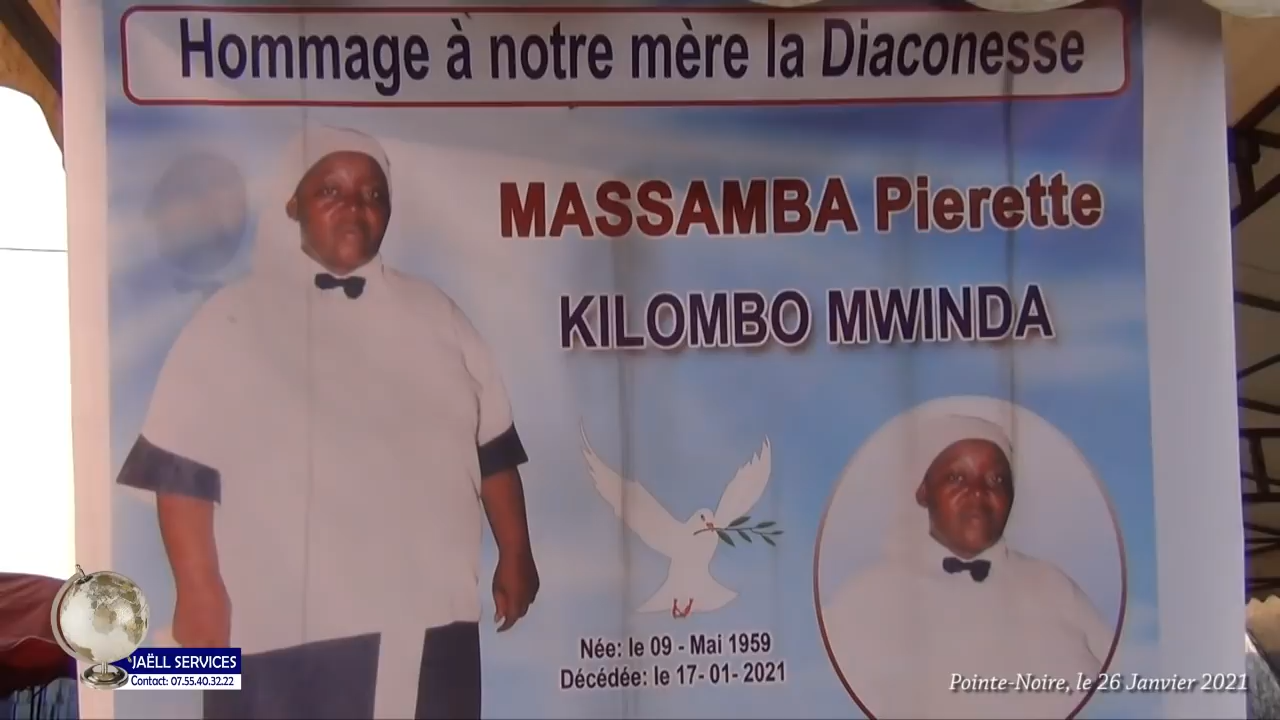 Hommage à notre mère la Diaconesse
MASSAMBA Pierette
KILOMBO MWINDA
Née: le 09 - Mai 1959
Décédée: le 17- 01- 2021
JAËLL SERVICES
Contact: 07.55.40.32.22
Pointe-Noire, le 26 Janvier 2021